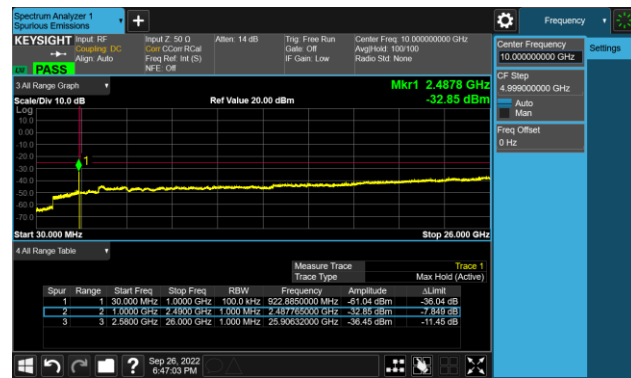 Spectrum Analyzer 1
Spurious Emissions
Frequency
KEYSIGHT
Input: RF
Coupling: DC
Align: Auto
Input Z: 50 Ω
Corr CCorr RCal
Freq Ref: Int (S)
NFE: Off
Atten: 14 dB
Trig: Free Run
Gate: Off
IF Gain: Low
Center Freq: 10.000000000 GHz
Avg|Hold: 100/100
Radio Std: None
PASS
Center Frequency
10.000000000 GHz
Settings
CF Step
4.999000000 GHz
Auto
Man
Freq Offset
0 Hz
3 All Range Graph
Mkr1 2.4878 GHz
Scale/Div 10.0 dB
Ref Value 20.00 dBm
-32.85 dBm
Log
10.0
0.00
-10.0
-20.0
-30.0
-40.0
-50.0
-60.0
-70.0
1
Start 30.000 MHz
Stop 26.000 GHz
4 All Range Table
Measure Trace Trace 1
Trace Type Max Hold (Active)
Spur Range Start Freq Stop Freq RBW Frequency Amplitude ΔLimit
1 1 30.000 MHz 1.0000 GHz 100.0 kHz 922.8850000 MHz -61.04 dBm -36.04 dB
2 2 1.0000 GHz 2.4900 GHz 1.000 MHz 2.487765000 GHz -32.85 dBm -7.849 dB
3 3 2.5800 GHz 26.000 GHz 1.000 MHz 25.90632000 GHz -36.45 dBm -11.45 dB
?
Sep 26, 2022
6:47:03 PM